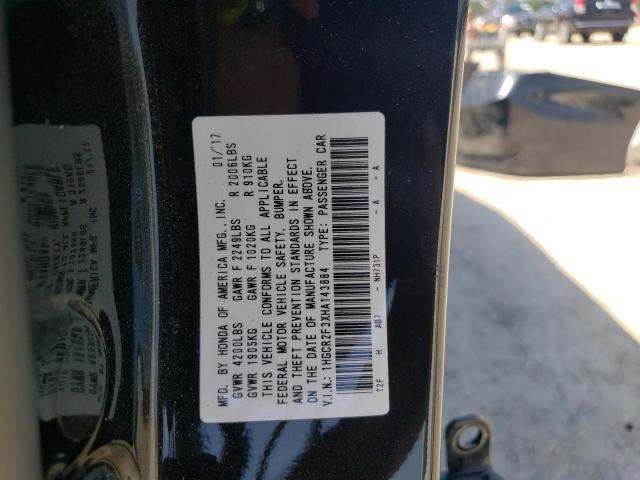 MFD. BY HONDA OF AMERICA MFG., INC. 01/17
GVWR 4200LBS GAWR F 2249LBS R 2006LBS
GVWR 1905KG GAWR F 1020KG R 910KG
THIS VEHICLE CONFORMS TO ALL APPLICABLE
FEDERAL MOTOR VEHICLE SAFETY, BUMPER,
AND THEFT PREVENTION STANDARDS IN EFFECT
ON THE DATE OF MANUFACTURE SHOWN ABOVE.
V.I.N.: 1HGCR2F3XHA143884 TYPE: PASSENGER CAR
T2F H AB7 - NH731P - A - A